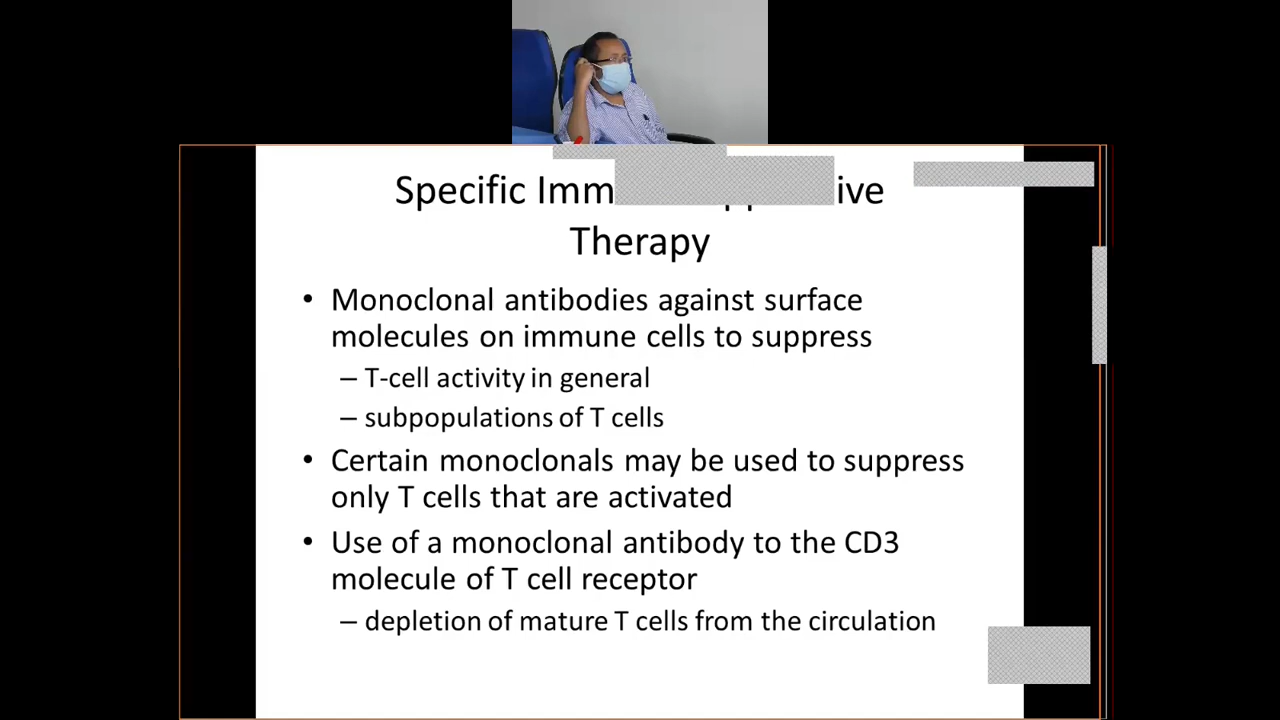 Specific
Therapy
• Monoclonal antibodies against surface
molecules on immune cells to suppress
– T-cell activity in general
– subpopulations of T cells
• Certain monoclonals may be used to suppress
only T cells that are activated
• Use of a monoclonal antibody to the CD3
molecule of T cell receptor
– depletion of mature T cells from the circulation